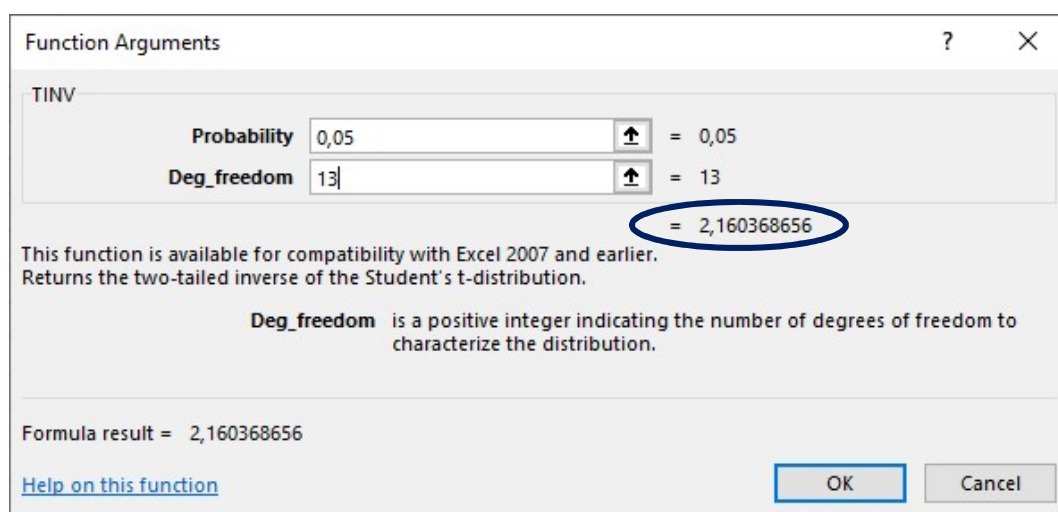 Function Arguments ? ×
TINV
Probability 0,05 = 0,05
Deg_freedom 13 = 13
= 2,160368656
This function is available for compatibility with Excel 2007 and earlier.
Returns the two-tailed inverse of the Student's t-distribution.
Deg_freedom is a positive integer indicating the number of degrees of freedom to
characterize the distribution.
Formula result = 2,160368656
Help on this function OK Cancel